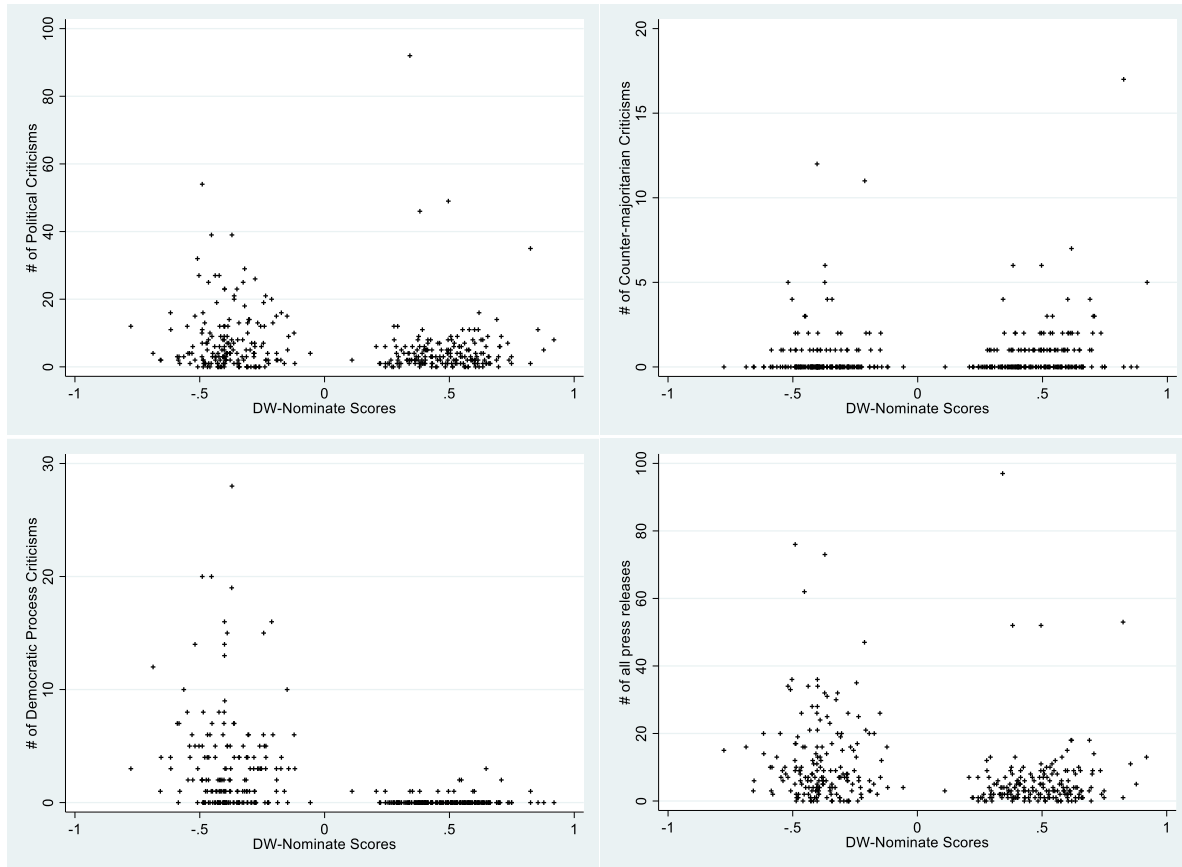 # of Political Criticisms
100
80
60
40
20
0
-1 -.5 0 .5 1
DW-Nominate Scores
# of Counter-majoritarian Criticisms
20
15
10
5
0
-1 -.5 0 .5 1
DW-Nominate Scores
# of Democratic Process Criticisms
30
20
10
0
-1 -.5 0 .5 1
DW-Nominate Scores
# of all press releases
100
80
60
40
20
0
-1 -.5 0 .5 1
DW-Nominate Scores